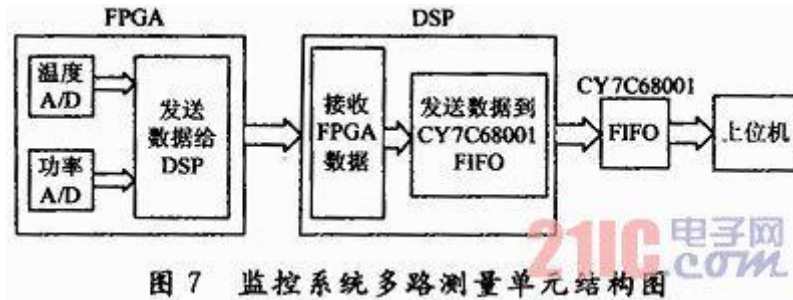 FPGA
DSP
温度
A/D
功率
A/D
发送
数据给
DSP
接收
FPGA
数据
发送数据到
CY7C68001
FIFO
CY7C68001
FIFO
上位机
21IC电子网
.com
图 7 监控系统多路测量单元结构图